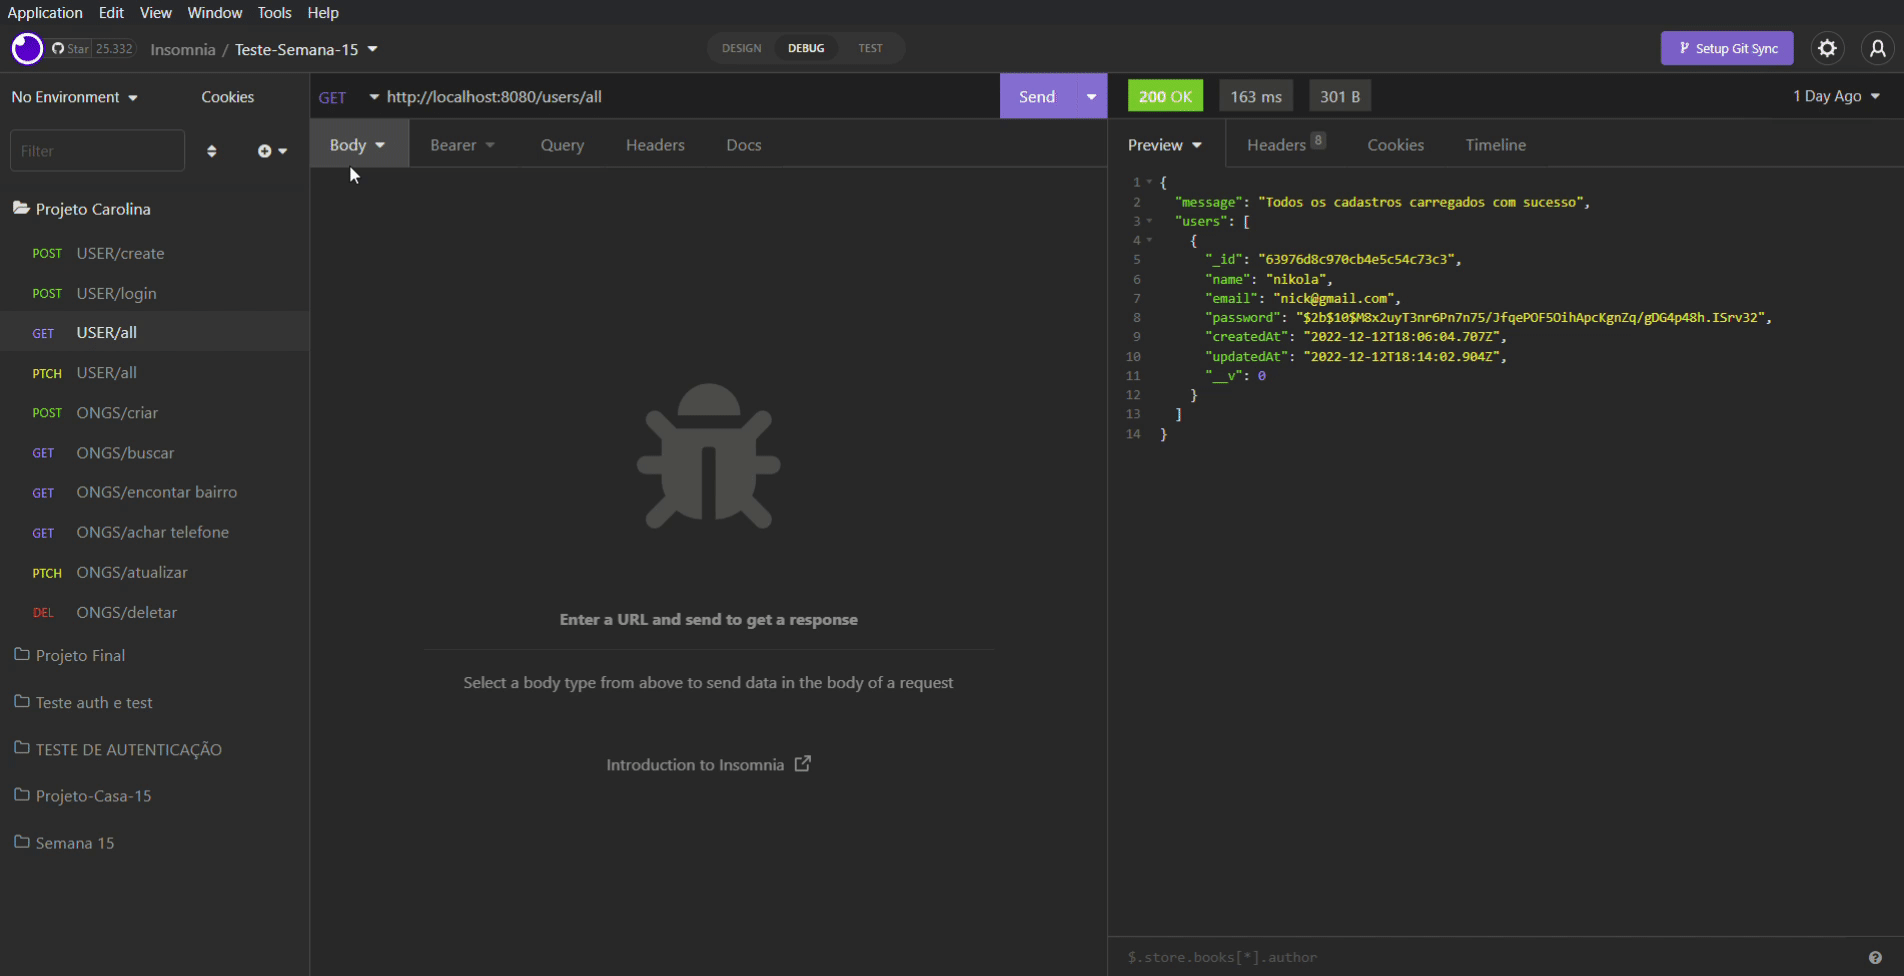 Application Edit View Window Tools Help
Star 25.332 Insomnia / Teste-Semana-15
DESIGN DEBUG TEST
Setup Git Sync
No Environment Cookies
GET http://localhost:8080/users/all Send
200 OK 163 ms 301 B 1 Day Ago
Filter
Body Bearer Query Headers Docs
Preview Headers 8 Cookies Timeline
Projeto Carolina
POST USER/create
POST USER/login
GET USER/all
PTCH USER/all
POST ONGS/criar
GET ONGS/buscar
GET ONGS/encontar bairro
GET ONGS/achar telefone
PTCH ONGS/atualizar
DEL ONGS/deletar
Projeto Final
Teste auth e test
TESTE DE AUTENTICAÇÃO
Projeto-Casa-15
Semana 15
Enter a URL and send to get a response
Select a body type from above to send data in the body of a request
Introduction to Insomnia
1 {
2 "message": "Todos os cadastros carregados com sucesso",
3 "users": [
4 {
5 "_id": "63976d8c970cb4e5c54c73c3",
6 "name": "nikola",
7 "email": "nick@gmail.com",
8 "password": "$2b$10$M8x2uyT3nr6Pn7n75/JfqePOF5OihApcKgnZq/gDG4p48h.ISrv32",
9 "createdAt": "2022-12-12T18:06:04.707Z",
10 "updatedAt": "2022-12-12T18:14:02.904Z",
11 "__v": 0
12 }
13 ]
14 }
$.store.books[*].author